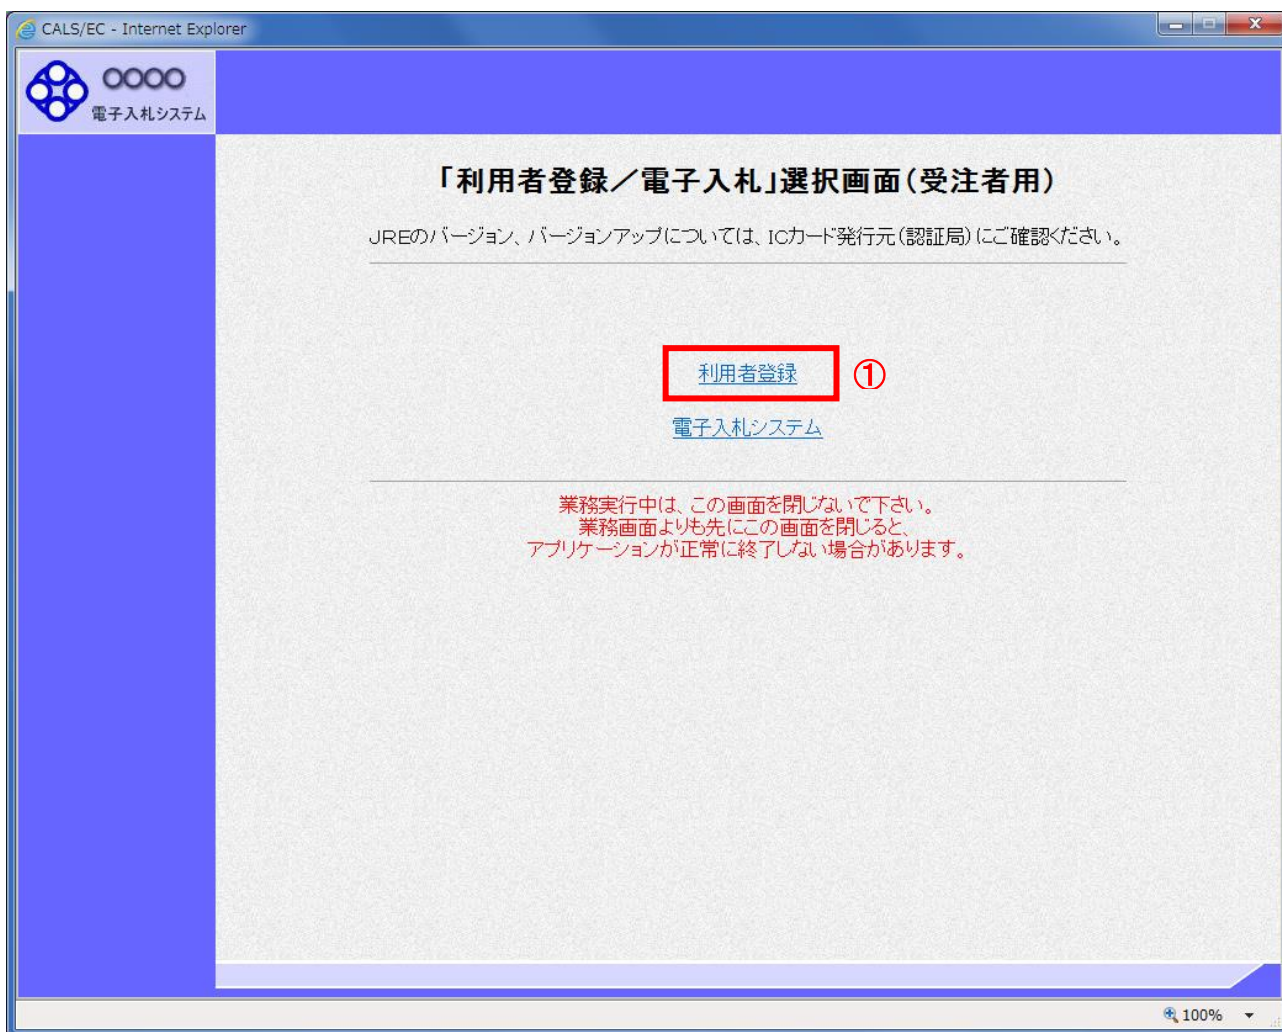 CALS/EC - Internet Explorer
〇〇〇〇
電子入札システム
「利用者登録／電子入札」選択画面（受注者用）
JREのバージョン、バージョンアップについては、ICカード発行元（認証局）にご確認ください。
利用者登録 ①
電子入札システム
業務実行中は、この画面を閉じないで下さい。
業務画面よりも先にこの画面を閉じると、
アプリケーションが正常に終了しない場合があります。
100%